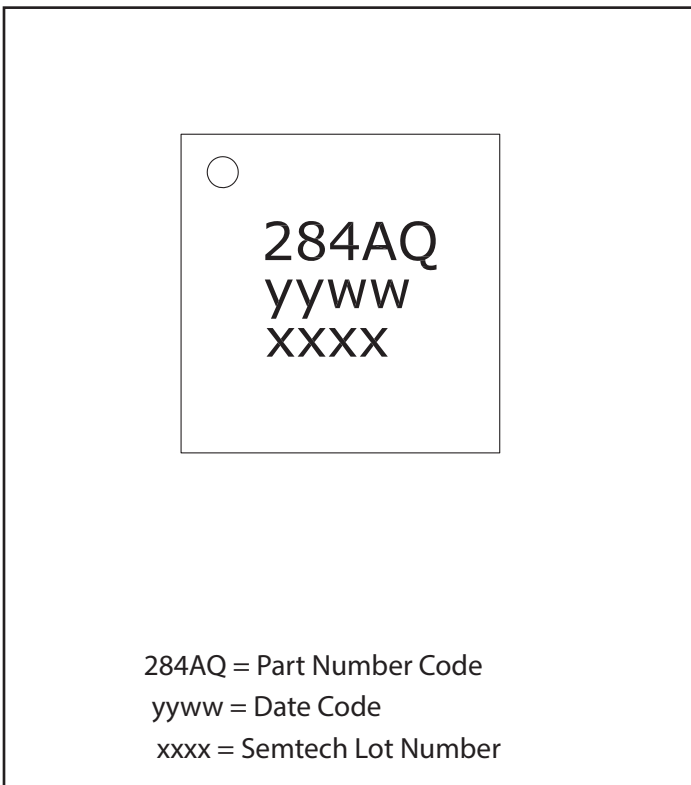 284AQ
yyww
xxxx
284AQ = Part Number Code
yyww = Date Code
xxxx = Semtech Lot Number